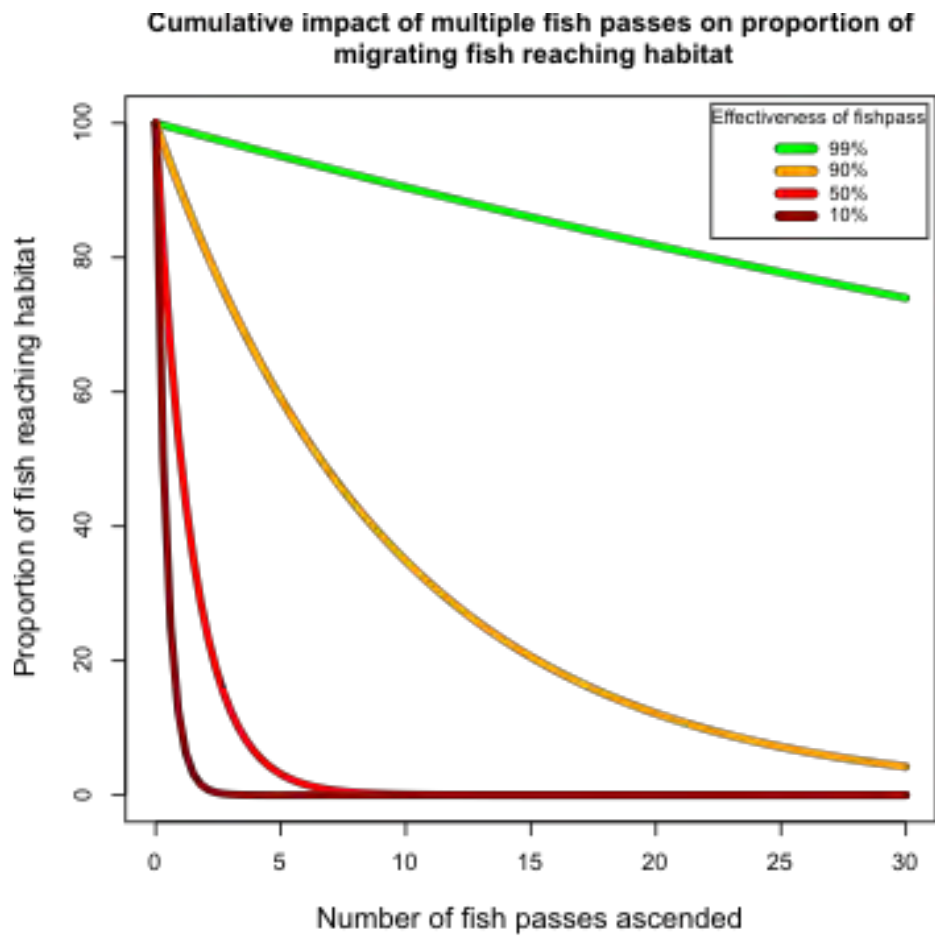 Cumulative impact of multiple fish passes on proportion of
migrating fish reaching habitat
Effectiveness of fishpass
99%
90%
50%
10%
Proportion of fish reaching habitat
100
80
60
40
20
0
0 5 10 15 20 25 30
Number of fish passes ascended